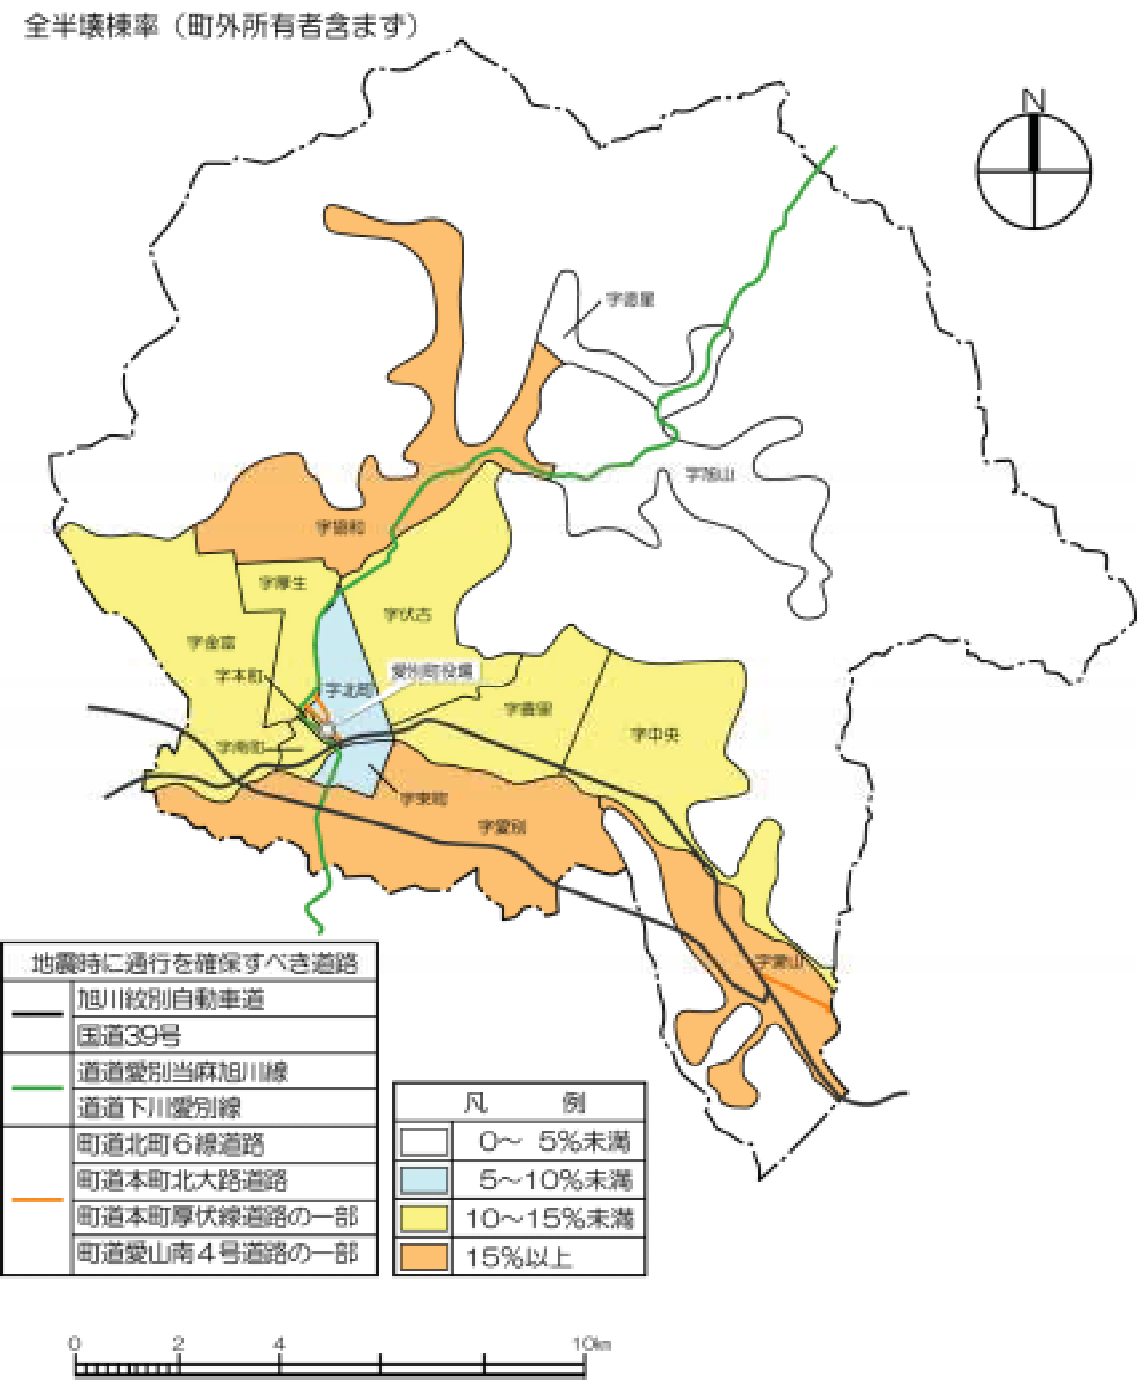 全半壊棟率（町外所有者含まず）
N
字徳星
字旭山
字協和
字厚生
字伏古
字金富
字本町
字北町
愛別町役場
字豊里
字中央
字南町
字東町
字愛別
字愛山
地震時に通行を確保すべき道路
旭川紋別自動車道
国道39号
道道愛別当麻旭川線
道道下川愛別線
町道北町６線道路
町道本町北大路道路
町道本町厚伏線道路の一部
町道愛山南４号道路の一部
凡　例
0～ 5%未満
5～10%未満
10～15%未満
15%以上
0 2 4 10km